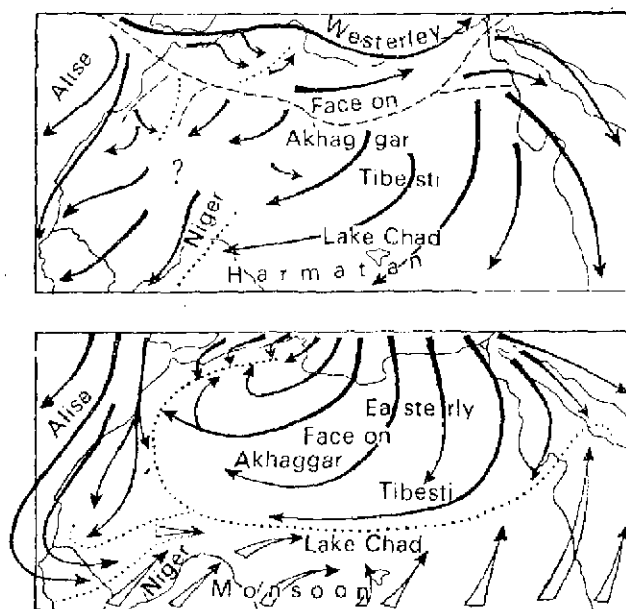 Westerley
Alise
Face on
Akhaggar
?
Tibesti
Niger
Lake Chad
Harmatan
Alise
Easterly
Face on
Akhaggar
Tibesti
Lake Chad
Niger
Monsoon